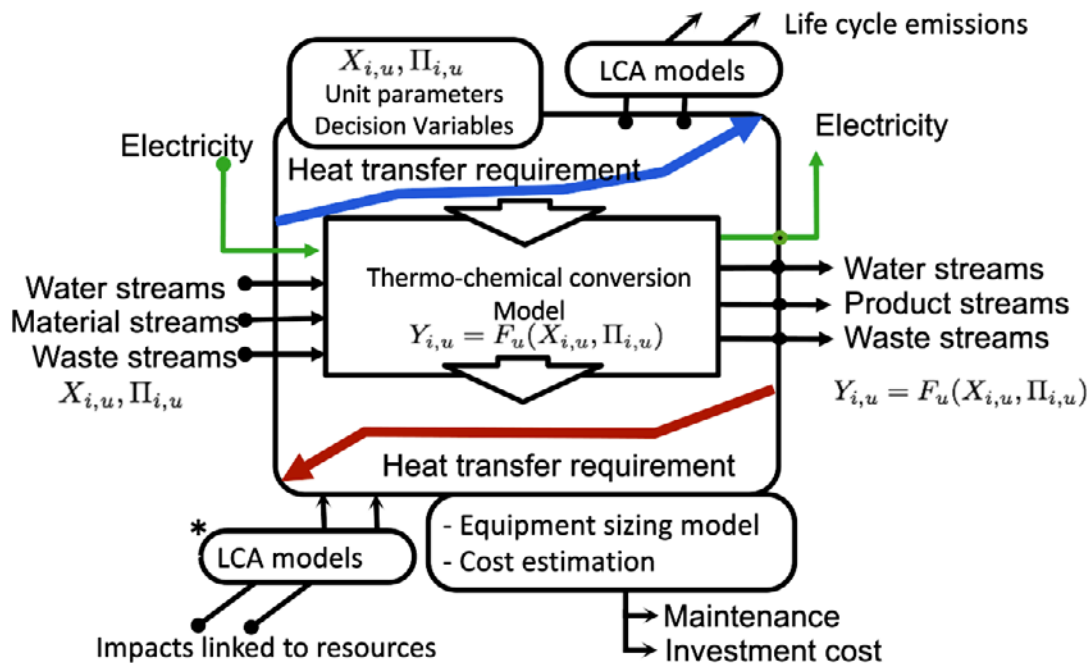 Life cycle emissions
X_{i,u}, Π_{i,u}
Unit parameters
Decision Variables
LCA models
Electricity
Electricity
Heat transfer requirement
Thermo-chemical conversion
Model
Y_{i,u} = F_u(X_{i,u}, Π_{i,u})
Water streams
Material streams
Waste streams
X_{i,u}, Π_{i,u}
Water streams
Product streams
Waste streams
Y_{i,u} = F_u(X_{i,u}, Π_{i,u})
Heat transfer requirement
*
LCA models
- Equipment sizing model
- Cost estimation
Impacts linked to resources
Maintenance
Investment cost